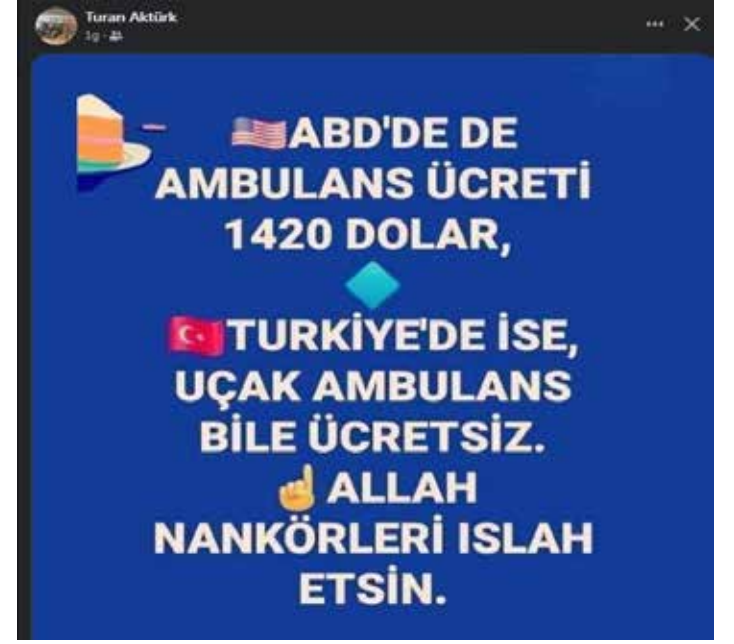 Turan Aktürk
1g
ABD'DE DE
AMBULANS ÜCRETİ
1420 DOLAR,
TURKİYE'DE İSE,
UÇAK AMBULANS
BİLE ÜCRETSİZ.
ALLAH
NANKÖRLERİ ISLAH
ETSİN.